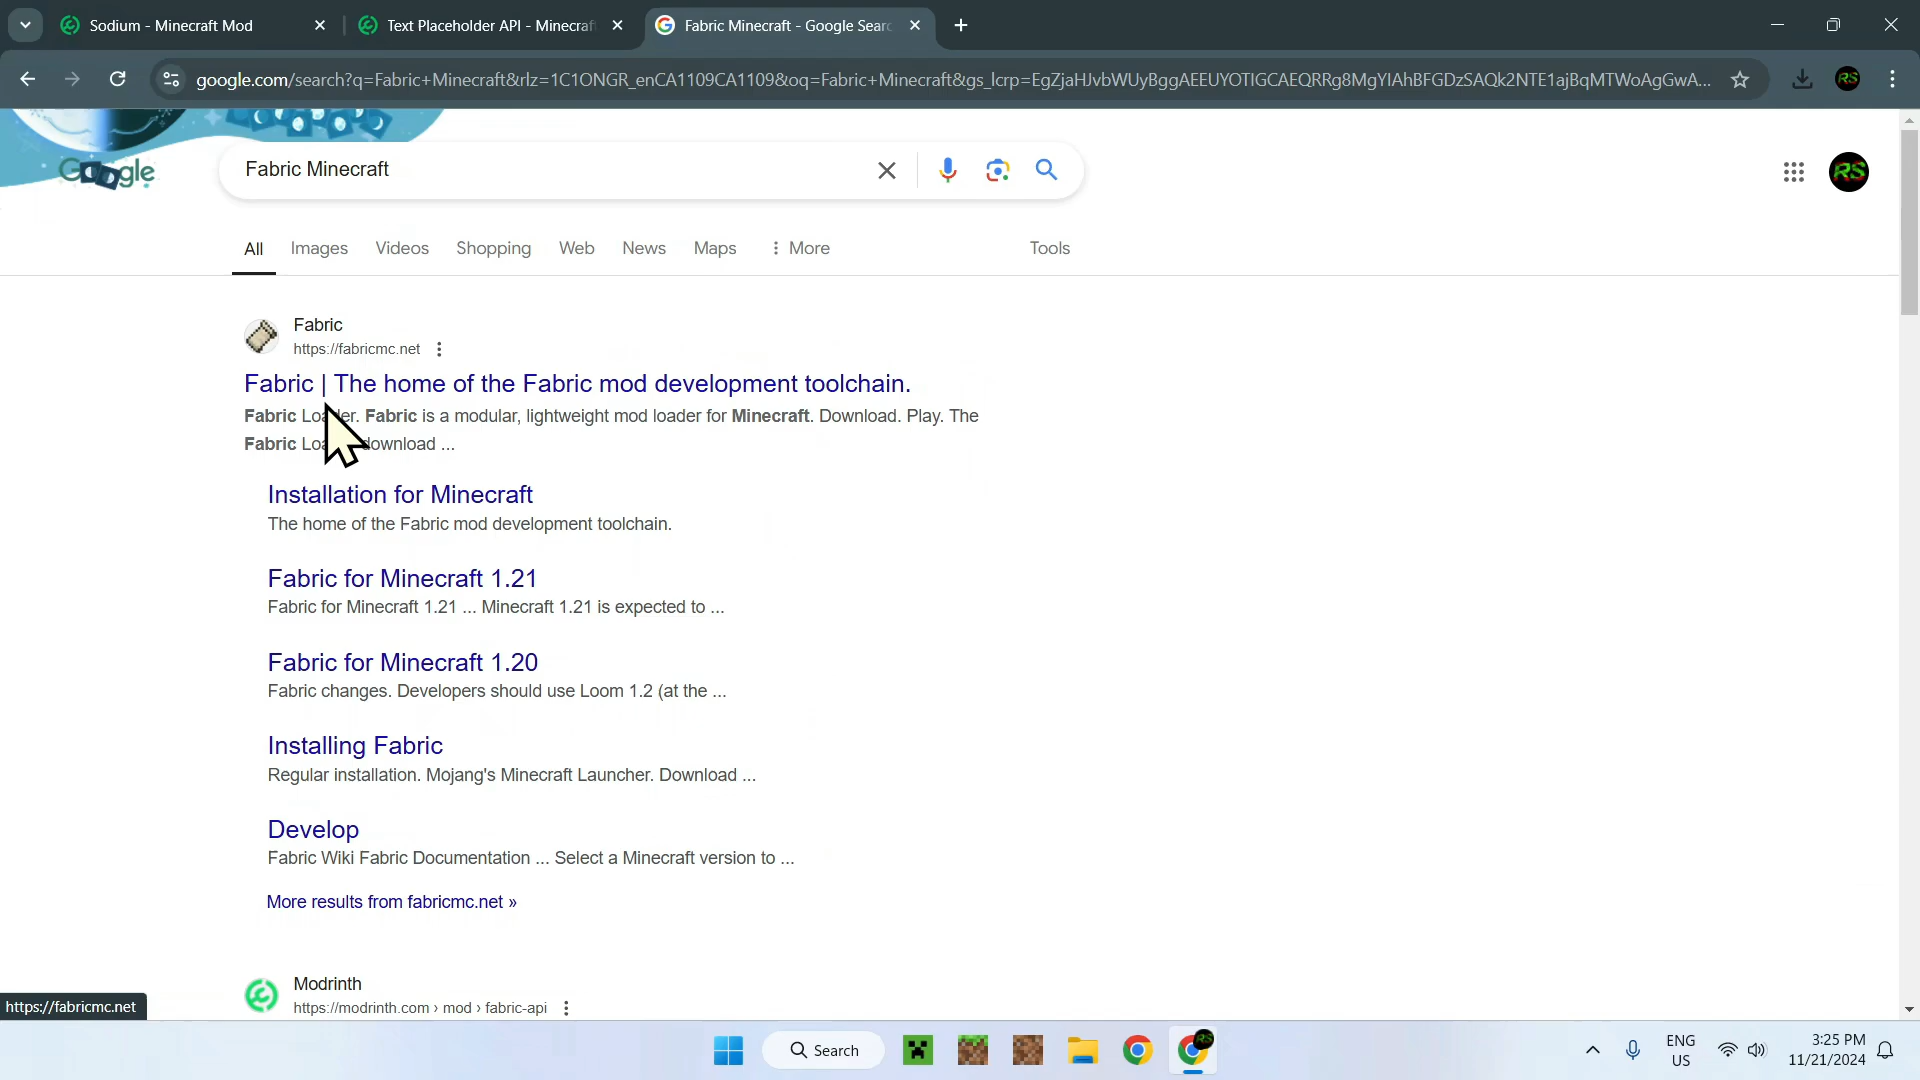 Sodium - Minecraft Mod
Text Placeholder API - Minecraf
Fabric Minecraft - Google Searc
google.com/search?q=Fabric+Minecraft&rlz=1C1ONGR_enCA1109CA1109&oq=Fabric+Minecraft&gs_lcrp=EgZjaHJvbWUyBggAEEUYOTIGCAEQRRg8MgYIAhBFGDzSAQk2NTE1ajBqMTWoAgGwA...
Google
Fabric Minecraft
RS
All
Images
Videos
Shopping
Web
News
Maps
More
Tools
Fabric
https://fabricmc.net
Fabric | The home of the Fabric mod development toolchain.
Fabric Loader. Fabric is a modular, lightweight mod loader for Minecraft. Download. Play. The
Fabric download ...
Installation for Minecraft
The home of the Fabric mod development toolchain.
Fabric for Minecraft 1.21
Fabric for Minecraft 1.21 ... Minecraft 1.21 is expected to ...
Fabric for Minecraft 1.20
Fabric changes. Developers should use Loom 1.2 (at the ...
Installing Fabric
Regular installation. Mojang's Minecraft Launcher. Download ...
Develop
Fabric Wiki Fabric Documentation ... Select a Minecraft version to ...
More results from fabricmc.net »
Modrinth
https://modrinth.com › mod › fabric-api
https://fabricmc.net
Search
ENG
US
3:25 PM
11/21/2024